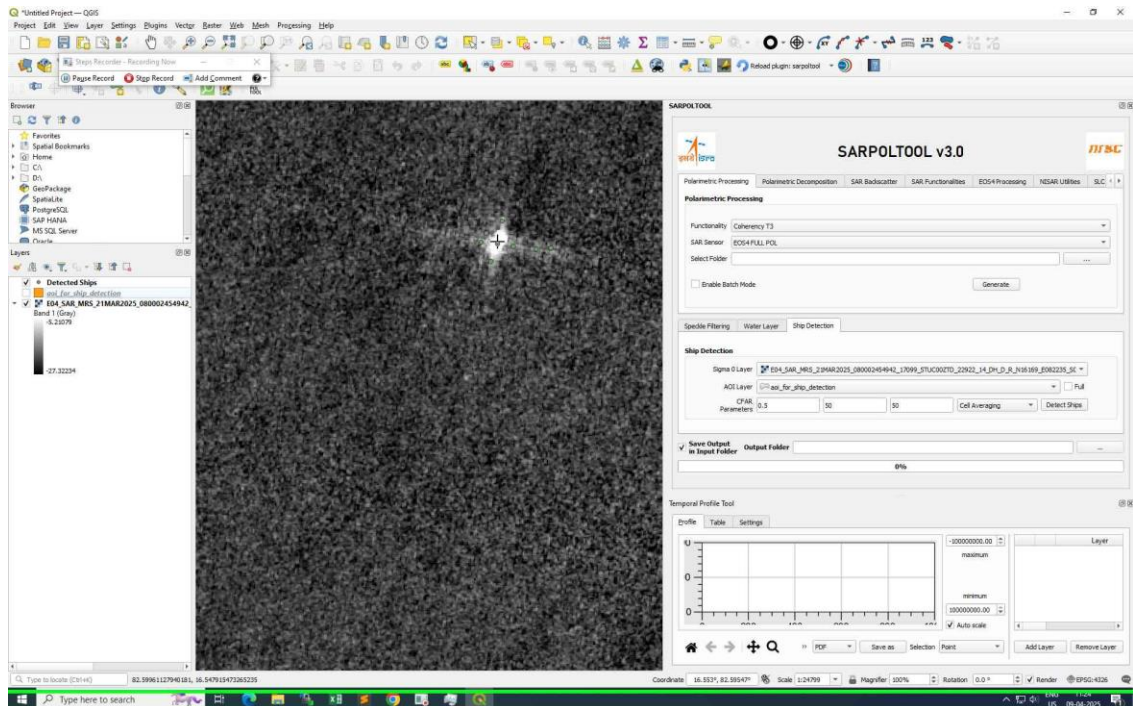 *Untitled Project — QGIS
Project Edit View Layer Settings Plugins Vector Raster Web Mesh Processing Help
Steps Recorder - Recording Now
Pause Record Stop Record Add Comment
Reload plugin: sarpoltool
Browser
Favorites
Spatial Bookmarks
Home
C:\
D:\
GeoPackage
SpatiaLite
PostgreSQL
SAP HANA
MS SQL Server
Oracle
Layers
Detected Ships
aoi_for_ship_detection
E04_SAR_MRS_21MAR2025_080002454942_
Band 1 (Gray)
-5.21079
-27.32234
SARPOLTOOL
इसरो isro
SARPOLTOOL v3.0
nrsc
Polarimetric Processing Polarimetric Decomposition SAR Backscatter SAR Functionalities EOS4 Processing NISAR Utilities SLC
Polarimetric Processing
Functionality Coherency T3
SAR Sensor EOS4 FULL POL
Select Folder ...
Enable Batch Mode Generate
Speckle Filtering Water Layer Ship Detection
Ship Detection
Sigma 0 Layer E04_SAR_MRS_21MAR2025_080002454942_17099_STUC00ZTD_22922_14_DH_D_R_N16169_E082235_S(
AOI Layer aoi_for_ship_detection Full
CFAR Parameters 0.5 50 50 Cell Averaging Detect Ships
Save Output in Input Folder Output Folder ...
0%
Temporal Profile Tool
Profile Table Settings
-100000000.00
maximum
minimum
100000000.00
Auto scale
Layer
PDF Save as Selection Point Add Layer Remove Layer
Type to locate (Ctrl+K) 82.59961127940181, 16.547915473265235 Coordinate 16.553°, 82.59547° Scale 1:24799 Magnifier 100% Rotation 0.0 ° Render EPSG:4326
Type here to search
ENG
US
11:24
09-04-2025